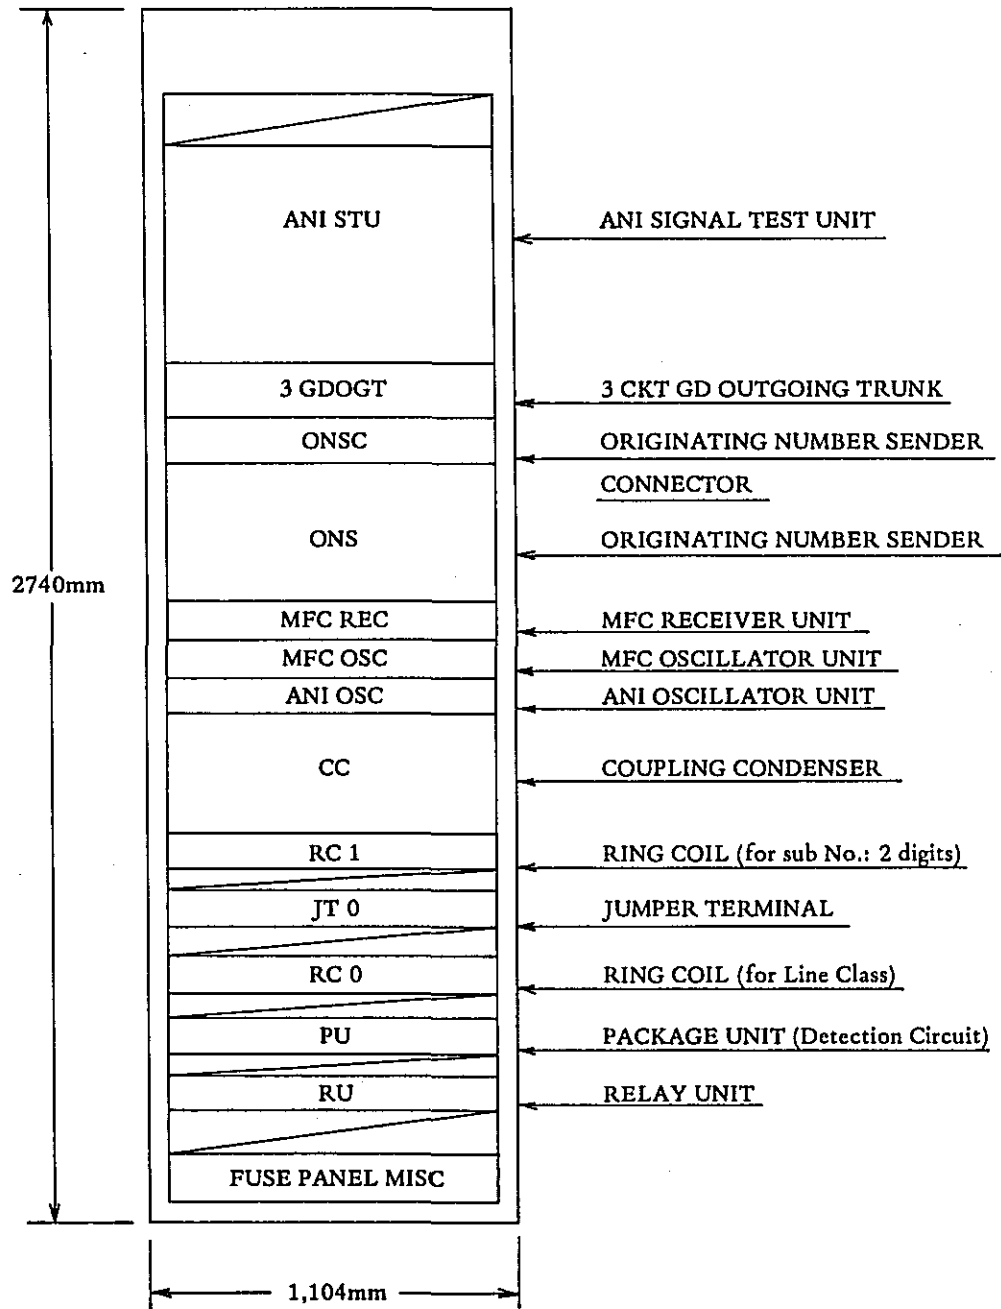 ANI STU
ANI SIGNAL TEST UNIT
3 GDOGT
3 CKT GD OUTGOING TRUNK
ONSC
ORIGINATING NUMBER SENDER
CONNECTOR
ONS
ORIGINATING NUMBER SENDER
2740mm
MFC REC
MFC RECEIVER UNIT
MFC OSC
MFC OSCILLATOR UNIT
ANI OSC
ANI OSCILLATOR UNIT
CC
COUPLING CONDENSER
RC 1
RING COIL (for sub No.: 2 digits)
JT 0
JUMPER TERMINAL
RC 0
RING COIL (for Line Class)
PU
PACKAGE UNIT (Detection Circuit)
RU
RELAY UNIT
FUSE PANEL MISC
1,104mm